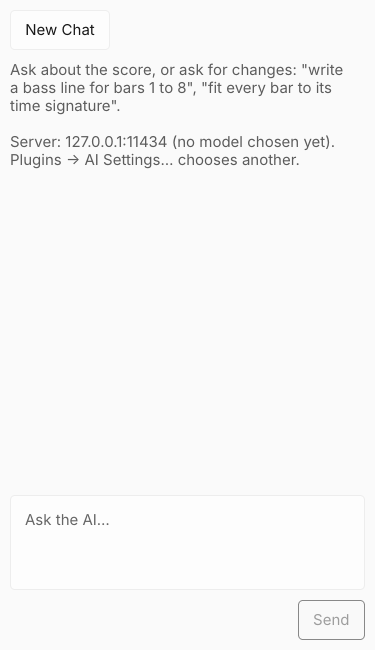 New Chat
Ask about the score, or ask for changes: "write
a bass line for bars 1 to 8", "fit every bar to its
time signature".
Server: 127.0.0.1:11434 (no model chosen yet).
Plugins → AI Settings... chooses another.
Ask the AI...
Send